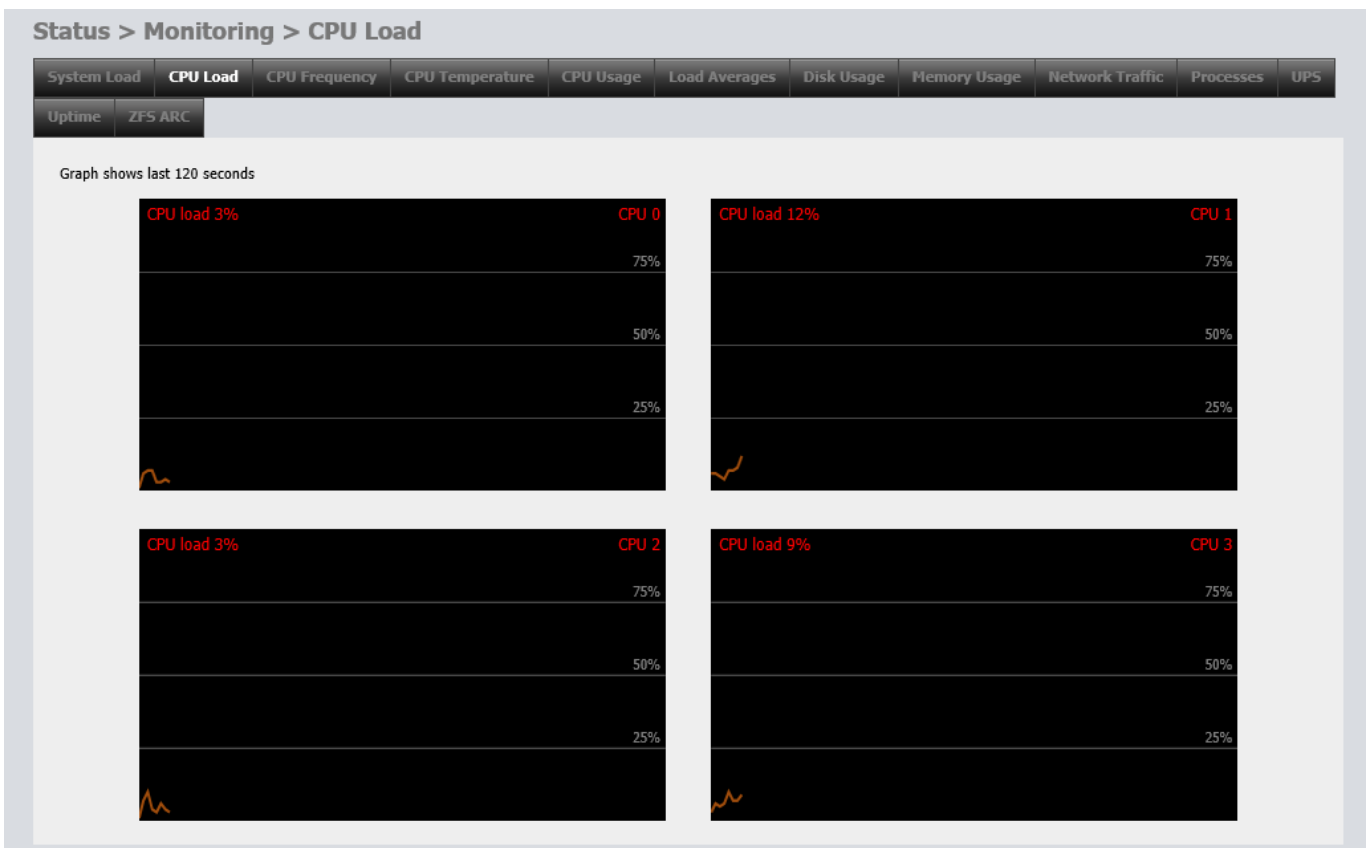 Status > Monitoring > CPU Load
System Load CPU Load CPU Frequency CPU Temperature CPU Usage Load Averages Disk Usage Memory Usage Network Traffic Processes UPS
Uptime ZFS ARC
Graph shows last 120 seconds
CPU load 3% CPU 0
75%
50%
25%
CPU load 12% CPU 1
75%
50%
25%
CPU load 3% CPU 2
75%
50%
25%
CPU load 9% CPU 3
75%
50%
25%